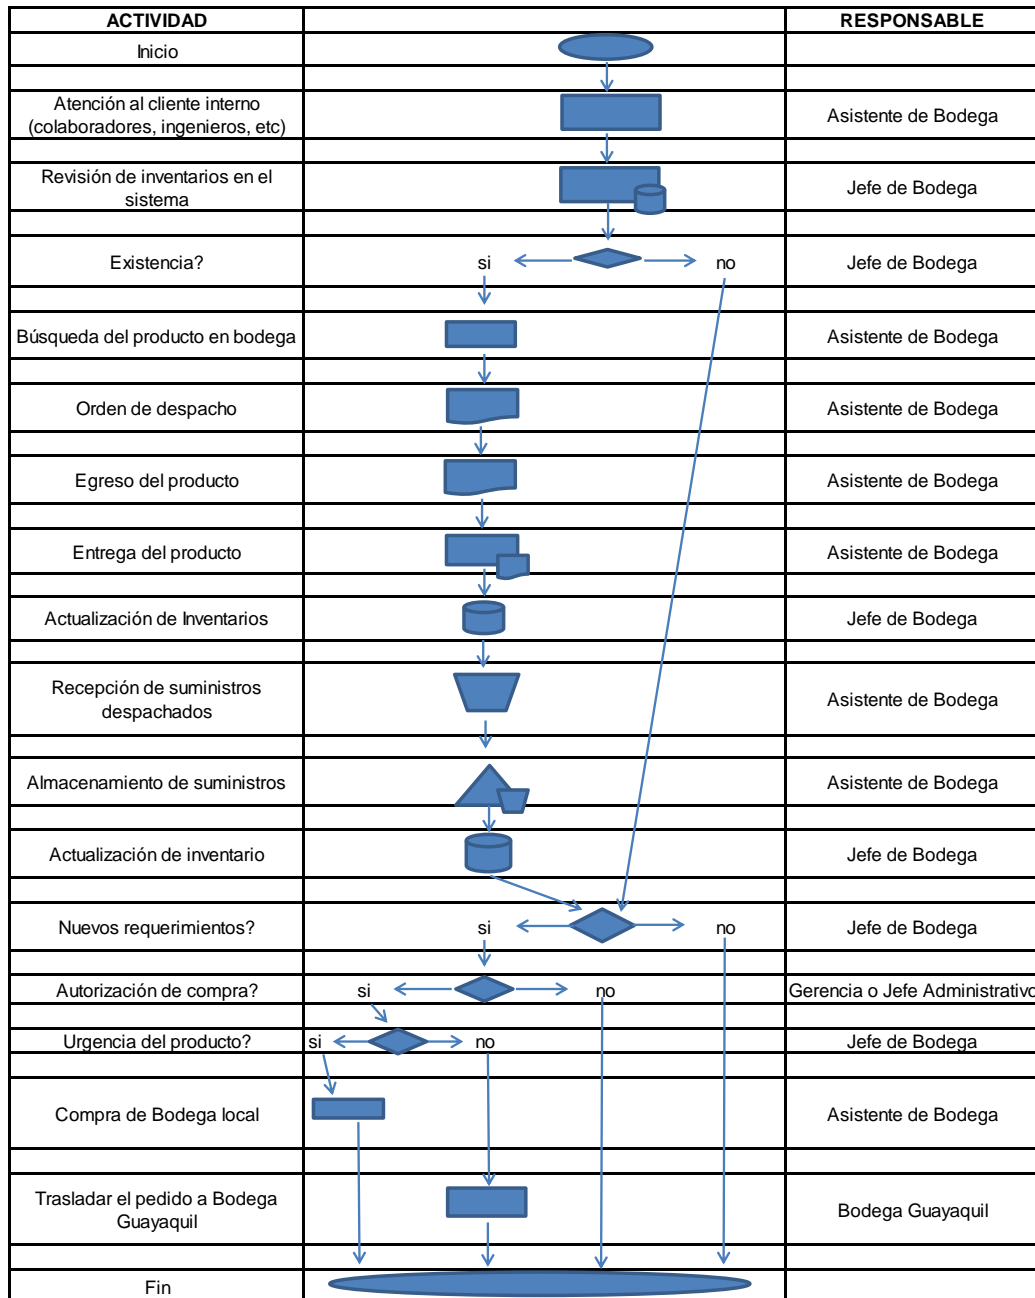 ACTIVIDAD RESPONSABLE
Inicio
Atención al cliente interno
(colaboradores, ingenieros, etc)
Asistente de Bodega
Revisión de inventarios en el
sistema
Jefe de Bodega
Existencia? si no Jefe de Bodega
Búsqueda del producto en bodega Asistente de Bodega
Orden de despacho Asistente de Bodega
Egreso del producto Asistente de Bodega
Entrega del producto Asistente de Bodega
Actualización de Inventarios Jefe de Bodega
Recepción de suministros
despachados
Asistente de Bodega
Almacenamiento de suministros Asistente de Bodega
Actualización de inventario Jefe de Bodega
Nuevos requerimientos? si no Jefe de Bodega
Autorización de compra? si no Gerencia o Jefe Administrativo
Urgencia del producto? si no Jefe de Bodega
Compra de Bodega local Asistente de Bodega
Trasladar el pedido a Bodega
Guayaquil
Bodega Guayaquil
Fin